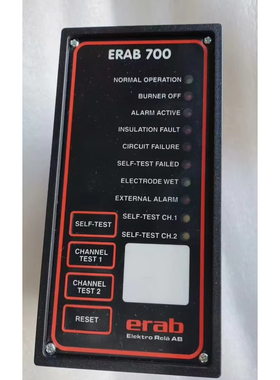 ERAB 700
NORMAL OPERATION
BURNER OFF
ALARM ACTIVE
INSULATION FAULT
CIRCUIT FAILURE
SELF-TEST FAILED
ELECTRODE WET
EXTERNAL ALARM
SELF-TEST CH.1
SELF-TEST CH.2
SELF-TEST
CHANNEL
TEST 1
CHANNEL
TEST 2
RESET
erab
Elektro Relä AB